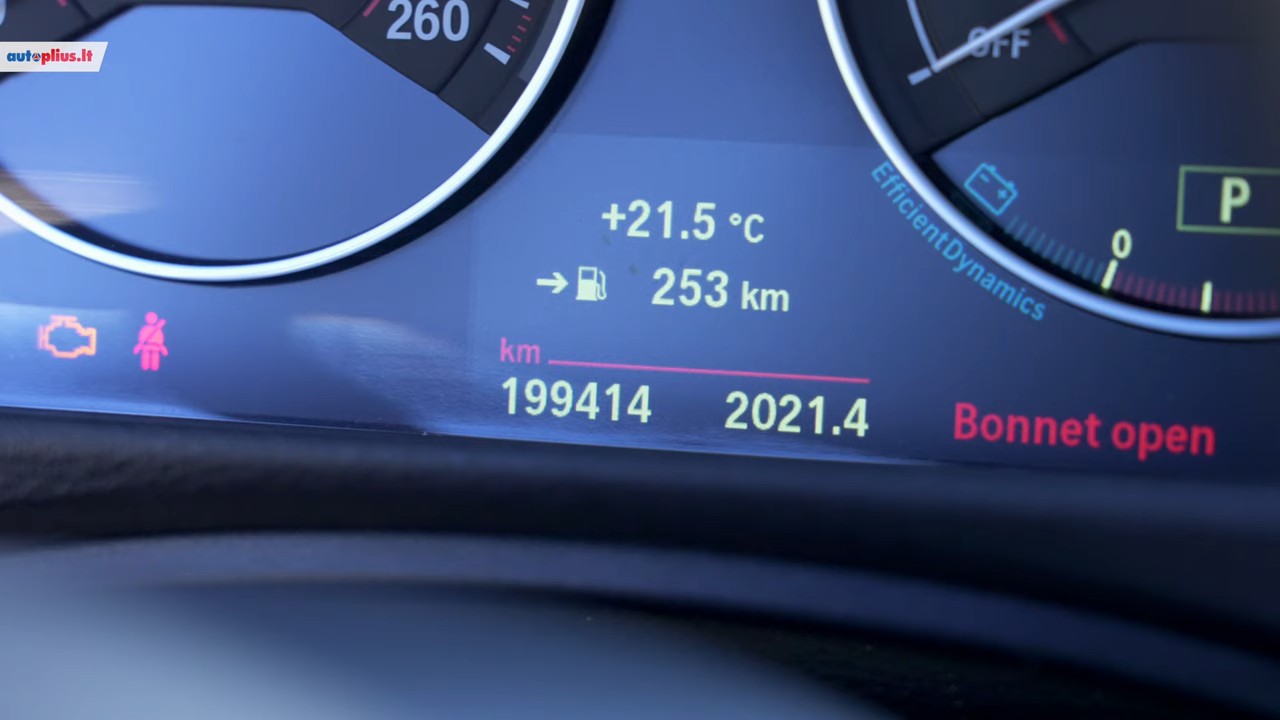 autoplius.lt
260
OFF
EfficientDynamics
P
0
+21.5 °C
253 km
km
199414 2021.4
Bonnet open